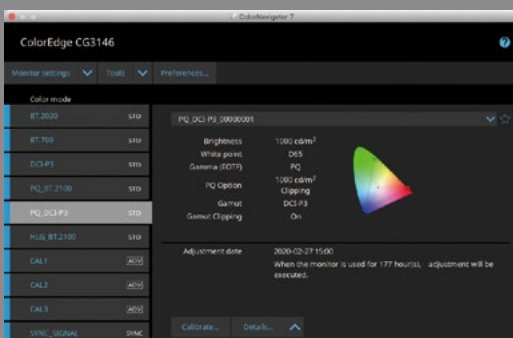 ColorNavigator 7
ColorEdge CG3146
Monitor settings Tools Preferences...
Color mode
BT.2020 STD
BT.709 STD
DCI-P3 STD
PQ_BT.2100 STD
PQ_DCI-P3 STD
HLG_BT.2100 STD
CAL1 ADV
CAL2 ADV
CAL3 ADV
SYNC_SIGNAL SYNC
PQ_DCI-P3_00000001
Brightness 1000 cd/m²
White point D65
Gamma (EOTF) PQ
PQ Option 1000 cd/m²
Clipping
Gamut DCI-P3
Gamut Clipping On
Adjustment date 2020-02-27 15:00
When the monitor is used for 177 hour(s), adjustment will be
executed.
Calibrate... Details...